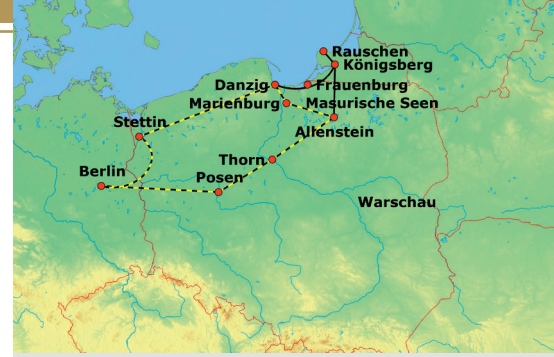 Rauschen
Königsberg
Danzig
Frauenburg
Marienburg
Masurische Seen
Stettin
Allenstein
Thorn
Berlin
Posen
Warschau